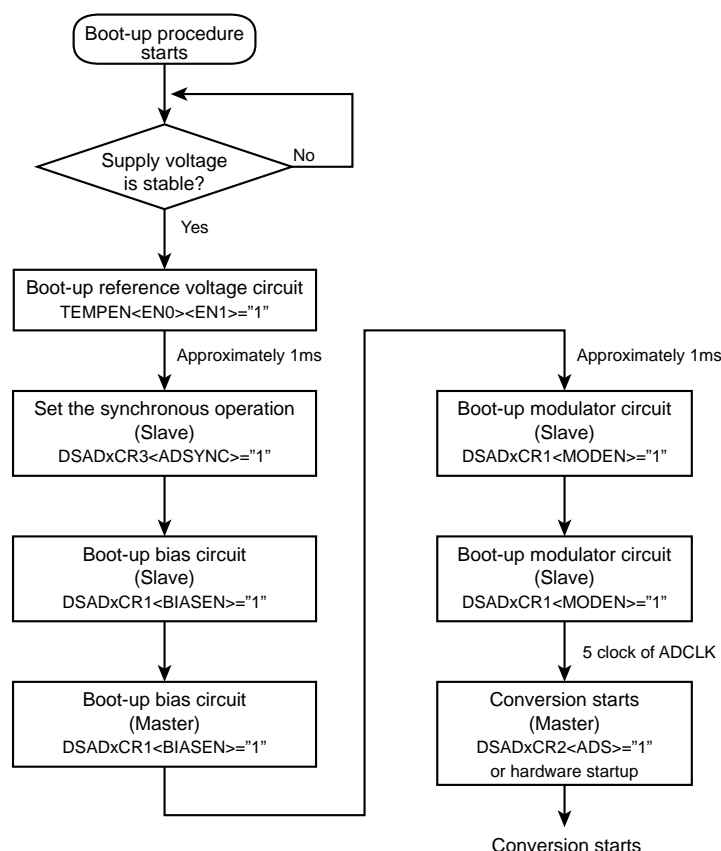 Boot-up procedure
starts
Supply voltage
is stable?
No
Yes
Boot-up reference voltage circuit
TEMPEN<EN0><EN1>="1"
Approximately 1ms
Set the synchronous operation
(Slave)
DSADxCR3<ADSYNC>="1"
Boot-up bias circuit
(Slave)
DSADxCR1<BIASEN>="1"
Boot-up bias circuit
(Master)
DSADxCR1<BIASEN>="1"
Approximately 1ms
Boot-up modulator circuit
(Slave)
DSADxCR1<MODEN>="1"
Boot-up modulator circuit
(Slave)
DSADxCR1<MODEN>="1"
5 clock of ADCLK
Conversion starts
(Master)
DSADxCR2<ADS>="1"
or hardware startup
Conversion starts